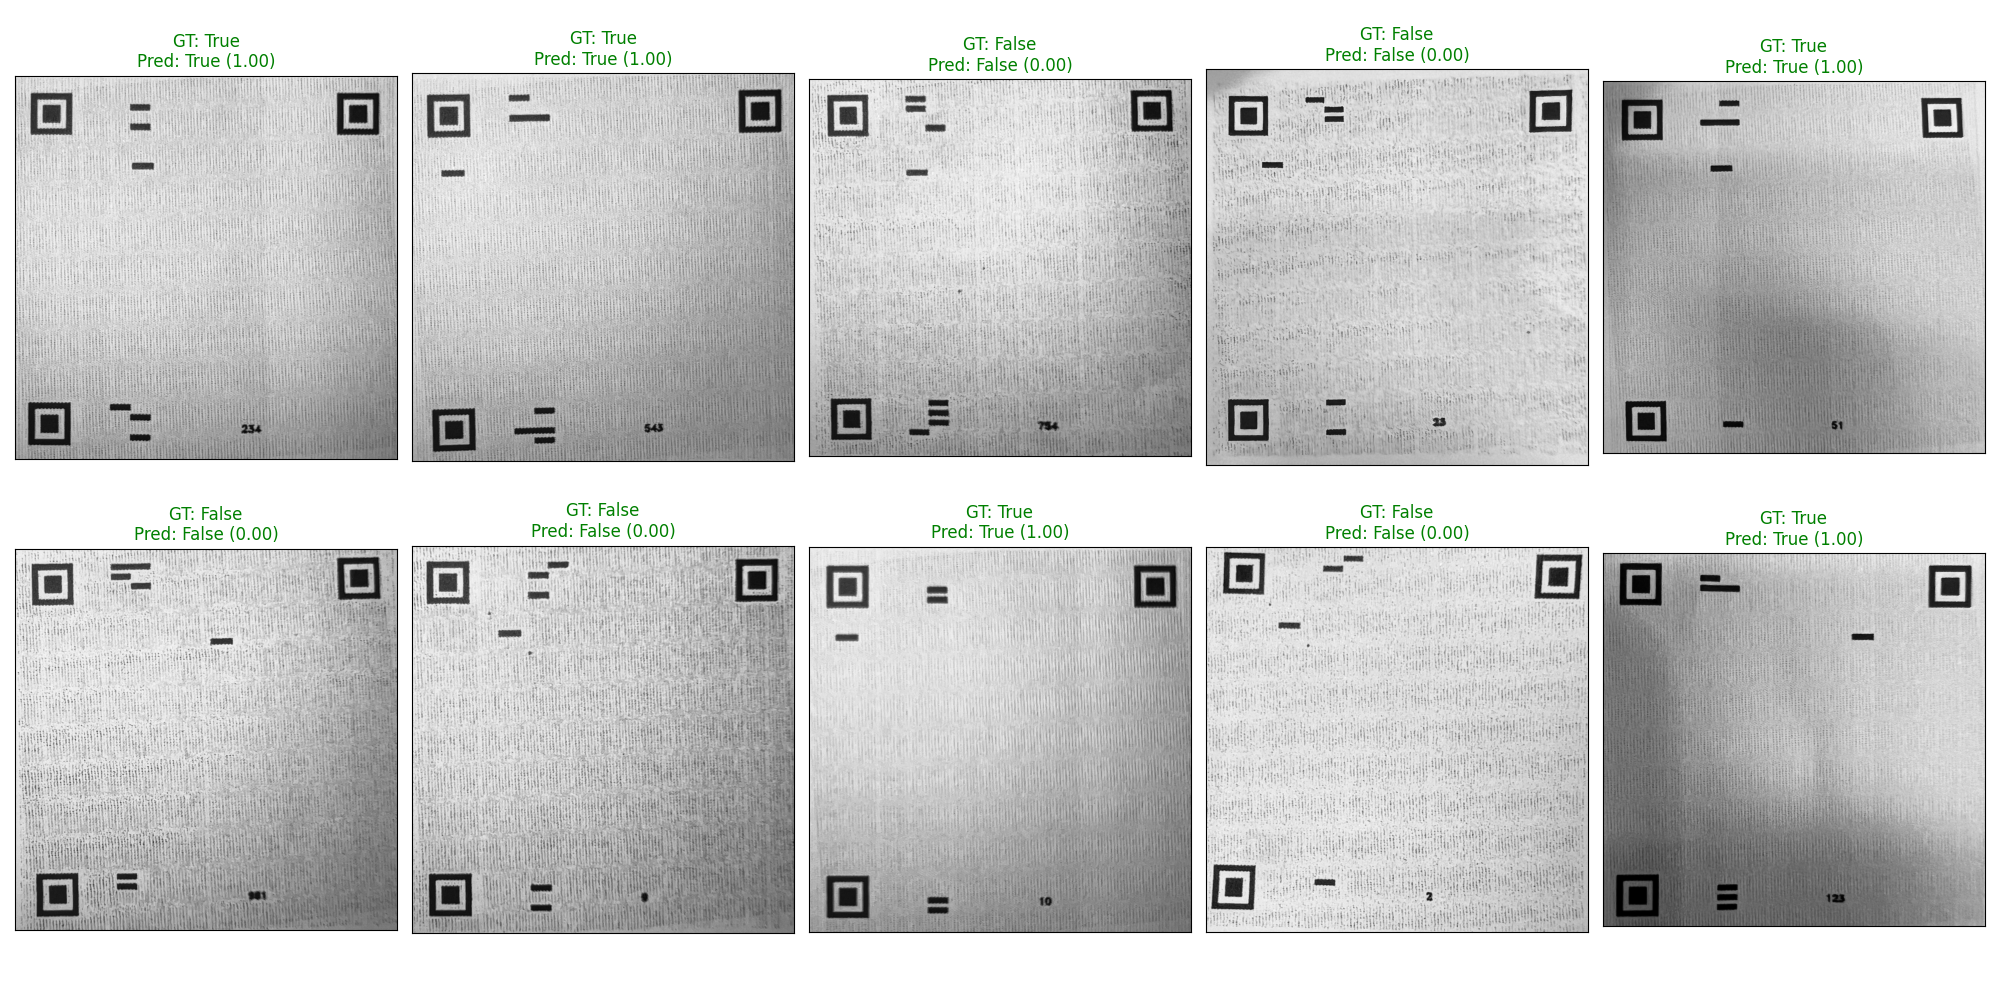 GT: True
Pred: True (1.00)
GT: True
Pred: True (1.00)
GT: False
Pred: False (0.00)
GT: False
Pred: False (0.00)
GT: True
Pred: True (1.00)
234
543
754
23
51
GT: False
Pred: False (0.00)
GT: False
Pred: False (0.00)
GT: True
Pred: True (1.00)
GT: False
Pred: False (0.00)
GT: True
Pred: True (1.00)
10
2
123